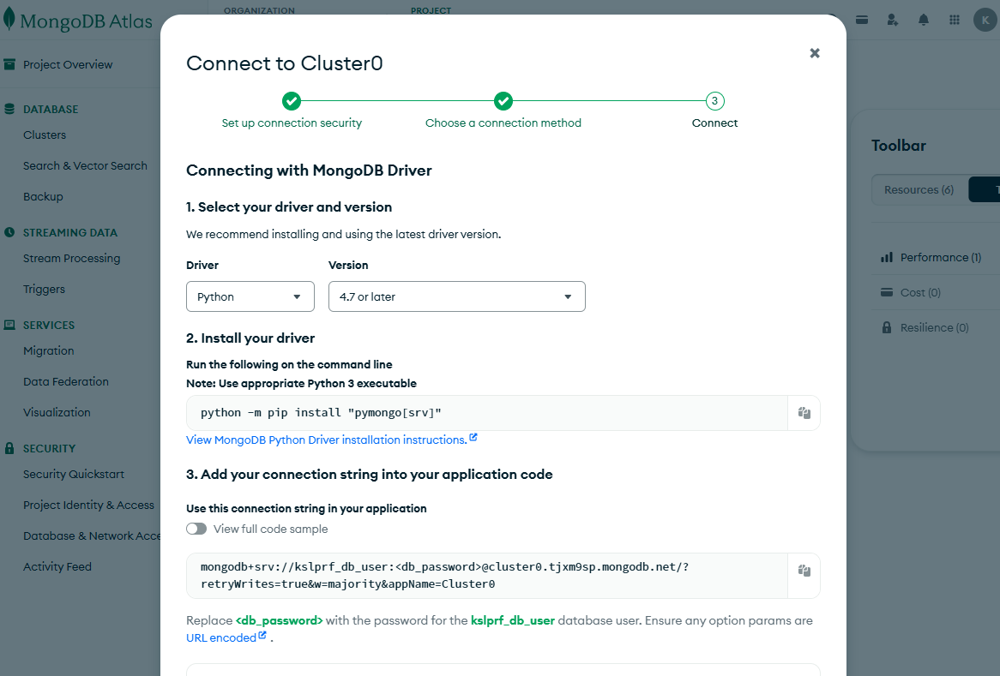 MongoDB Atlas
ORGANIZATION
PROJECT
K
Project Overview
DATABASE
Clusters
Search & Vector Search
Backup
STREAMING DATA
Stream Processing
Triggers
SERVICES
Migration
Data Federation
Visualization
SECURITY
Security Quickstart
Project Identity & Access
Database & Network Acce
Activity Feed
Connect to Cluster0
Set up connection security
Choose a connection method
3
Connect
Connecting with MongoDB Driver
1. Select your driver and version
We recommend installing and using the latest driver version.
Driver
Version
Python
4.7 or later
2. Install your driver
Run the following on the command line
Note: Use appropriate Python 3 executable
python -m pip install "pymongo[srv]"
View MongoDB Python Driver installation instructions.
3. Add your connection string into your application code
Use this connection string in your application
View full code sample
mongodb+srv://kslprf_db_user:<db_password>@cluster0.tjxm9sp.mongodb.net/?
retryWrites=true&w=majority&appName=Cluster0
Replace <db_password> with the password for the kslprf_db_user database user. Ensure any option params are
URL encoded .
Toolbar
Resources (6)
Performance (1)
Cost (0)
Resilience (0)